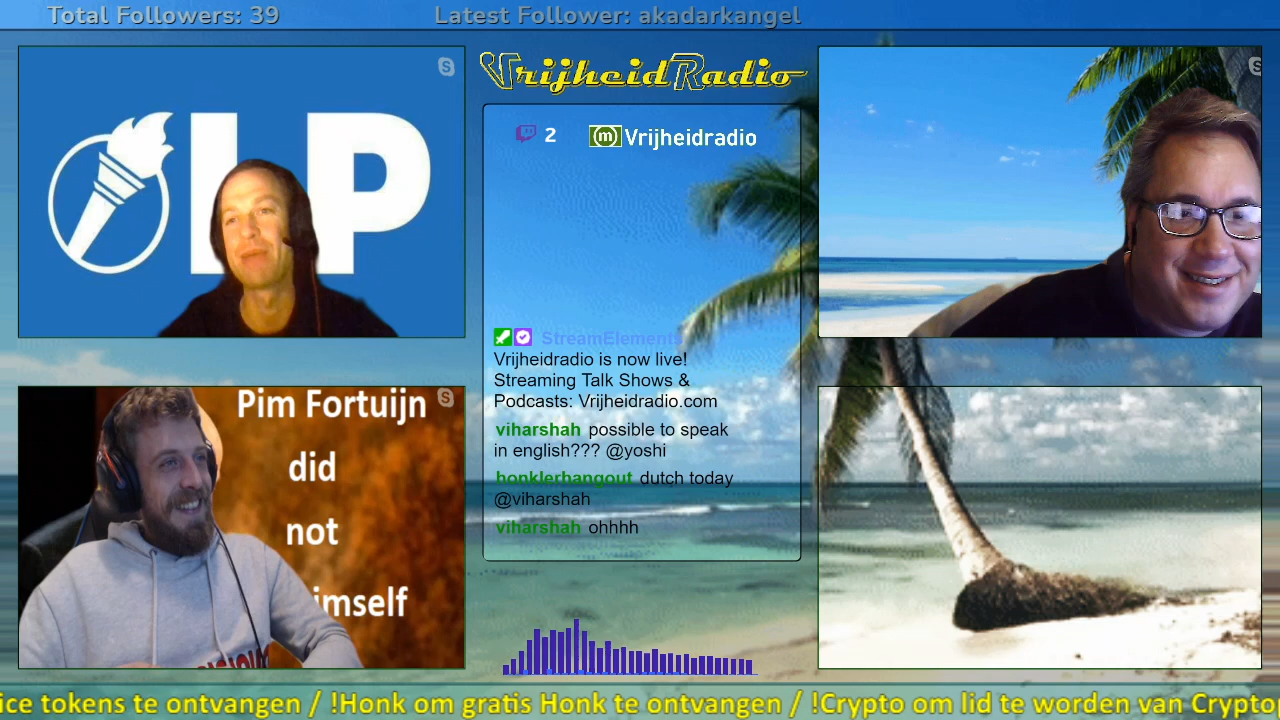 Total Followers: 39
Latest Follower: akadarkangel
VrijheidRadio
LP
2
Vrijheidradio
StreamElements
Vrijheidradio is now live!
Streaming Talk Shows &
Podcasts: Vrijheidradio.com
viharshah possible to speak
in english??? @yoshi
honklerhangout dutch today
@viharshah
viharshah ohhhh
Pim Fortuijn
did
not
imself
ice tokens te ontvangen / !Honk om gratis Honk te ontvangen / !Crypto om lid te worden van Crypto